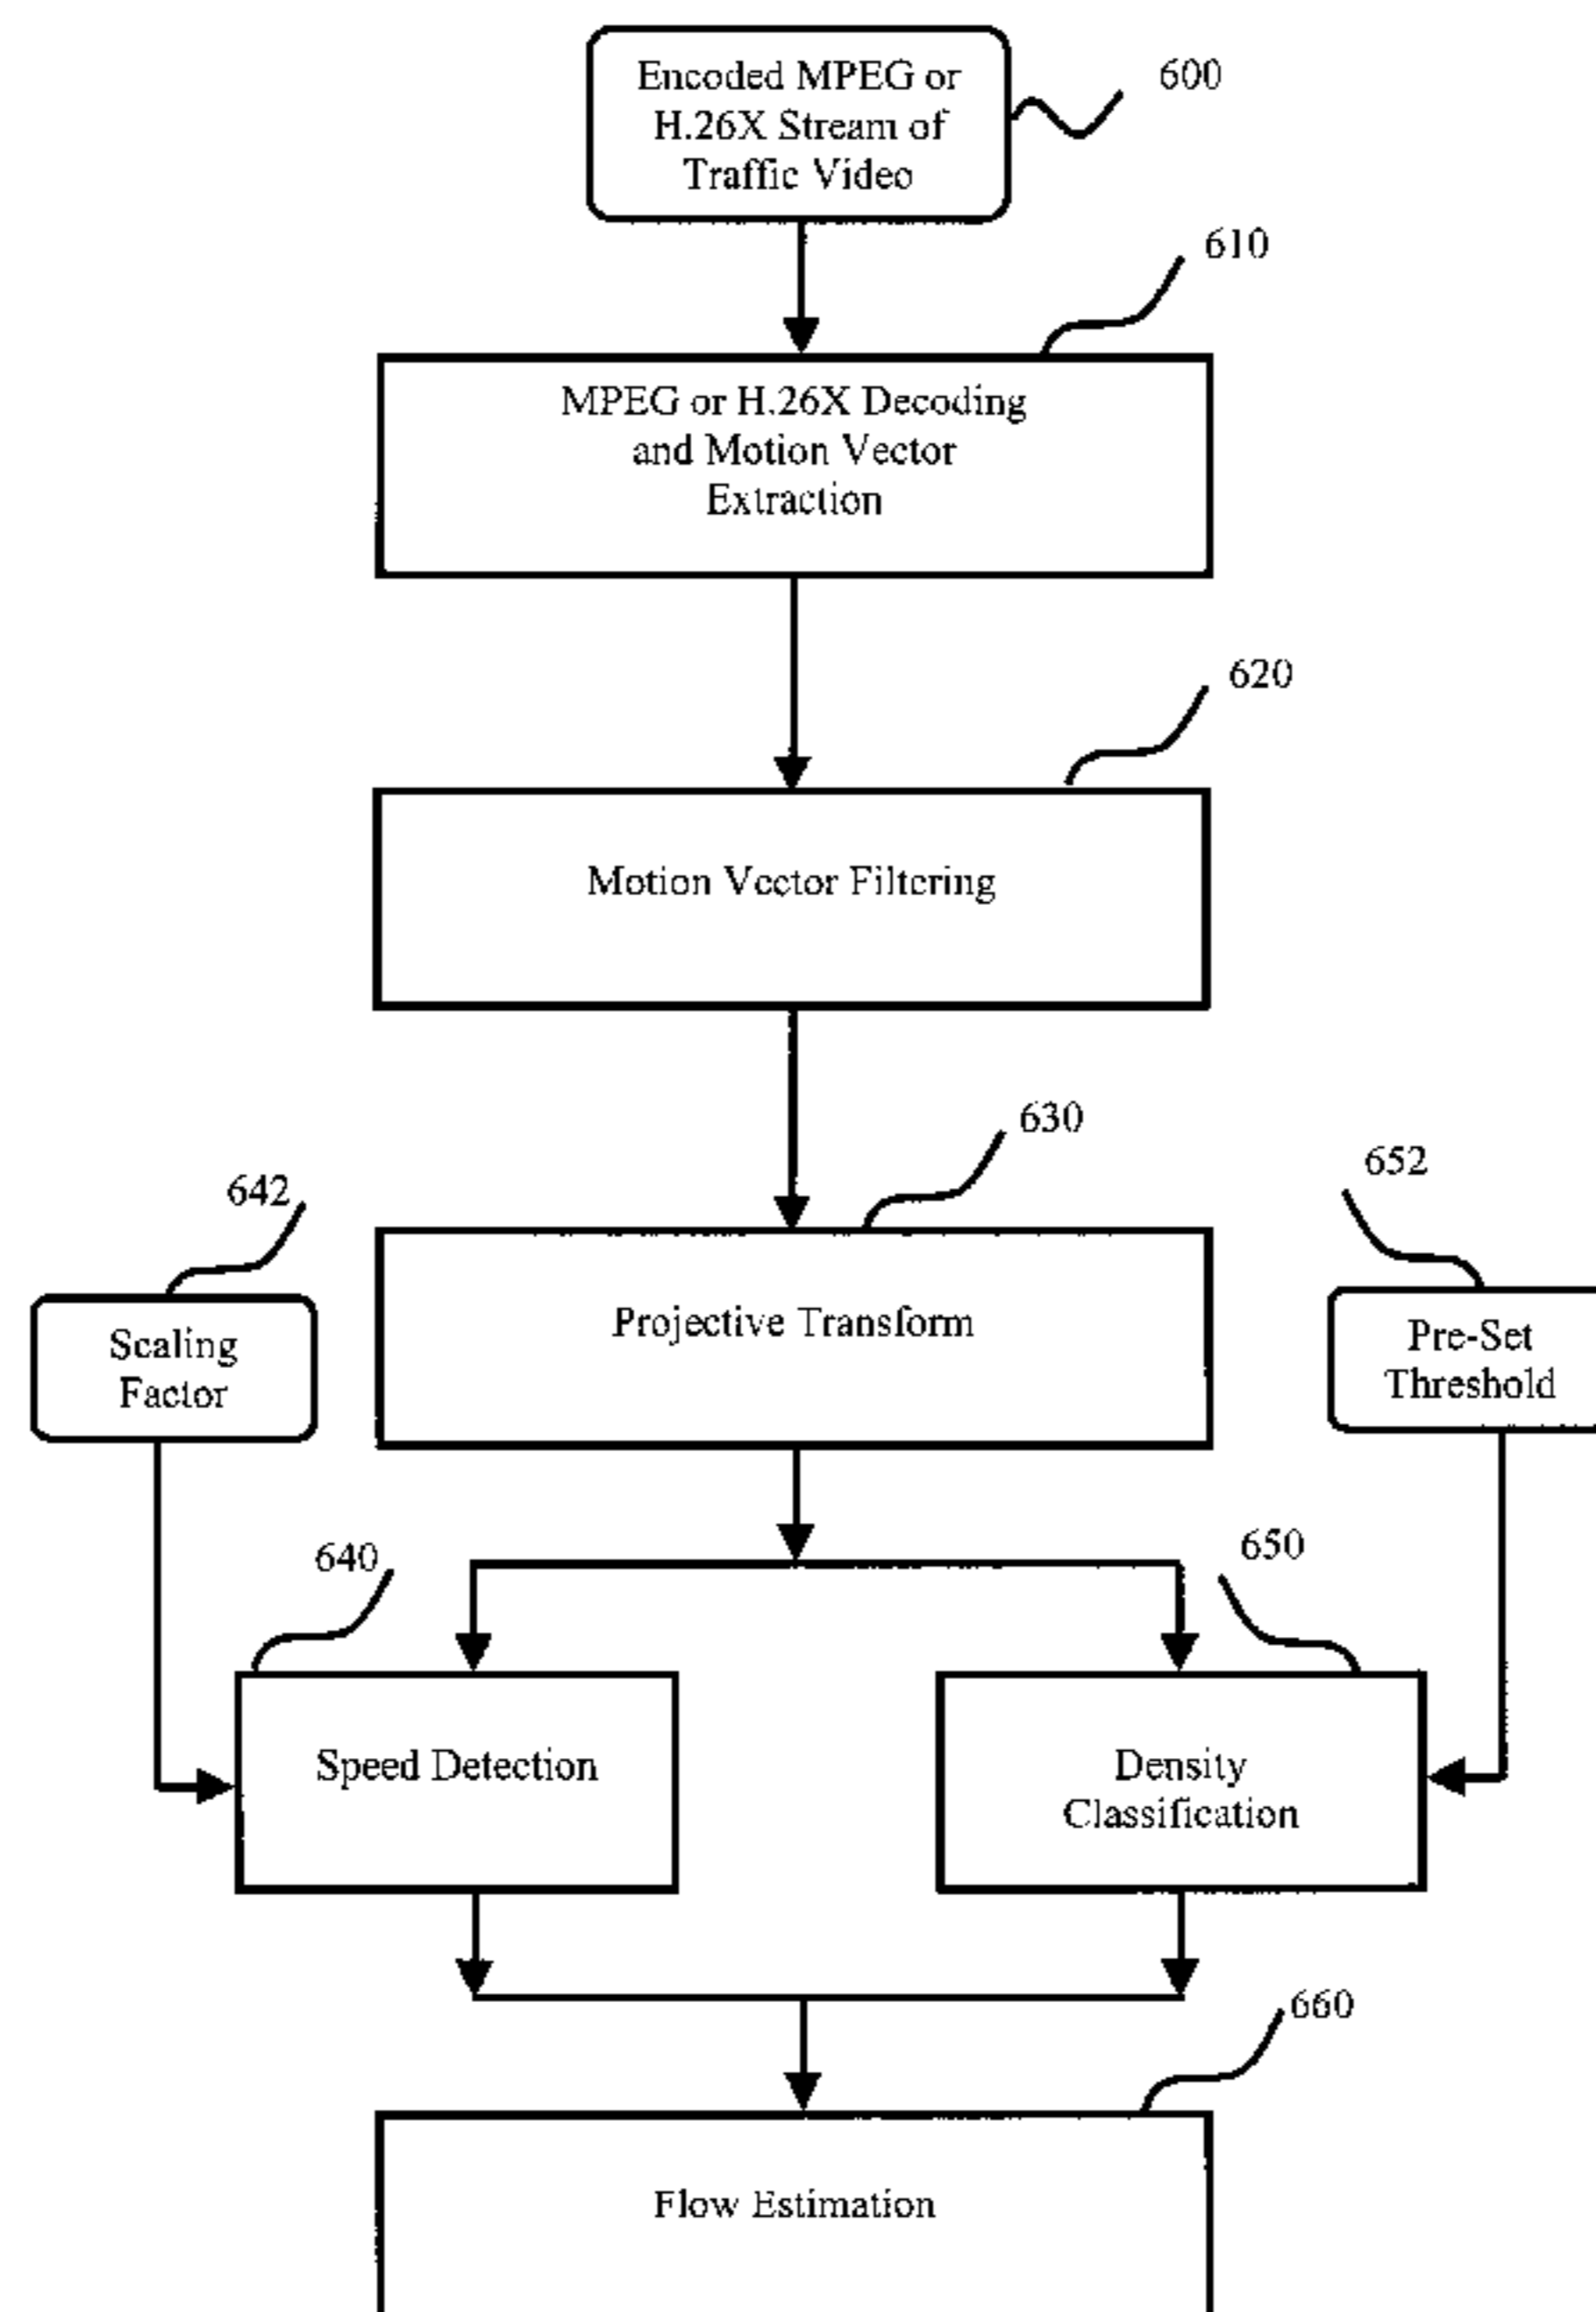 Encoded MPEG or
H.26X Stream of
Traffic Video
600
610
MPEG or H.26X Decoding
and Motion Vector
Extraction
620
Motion Vector Filtering
630
642
652
Projective Transform
Scaling
Factor
Pre-Set
Threshold
640
650
Speed Detection
Density
Classification
660
Flow Estimation